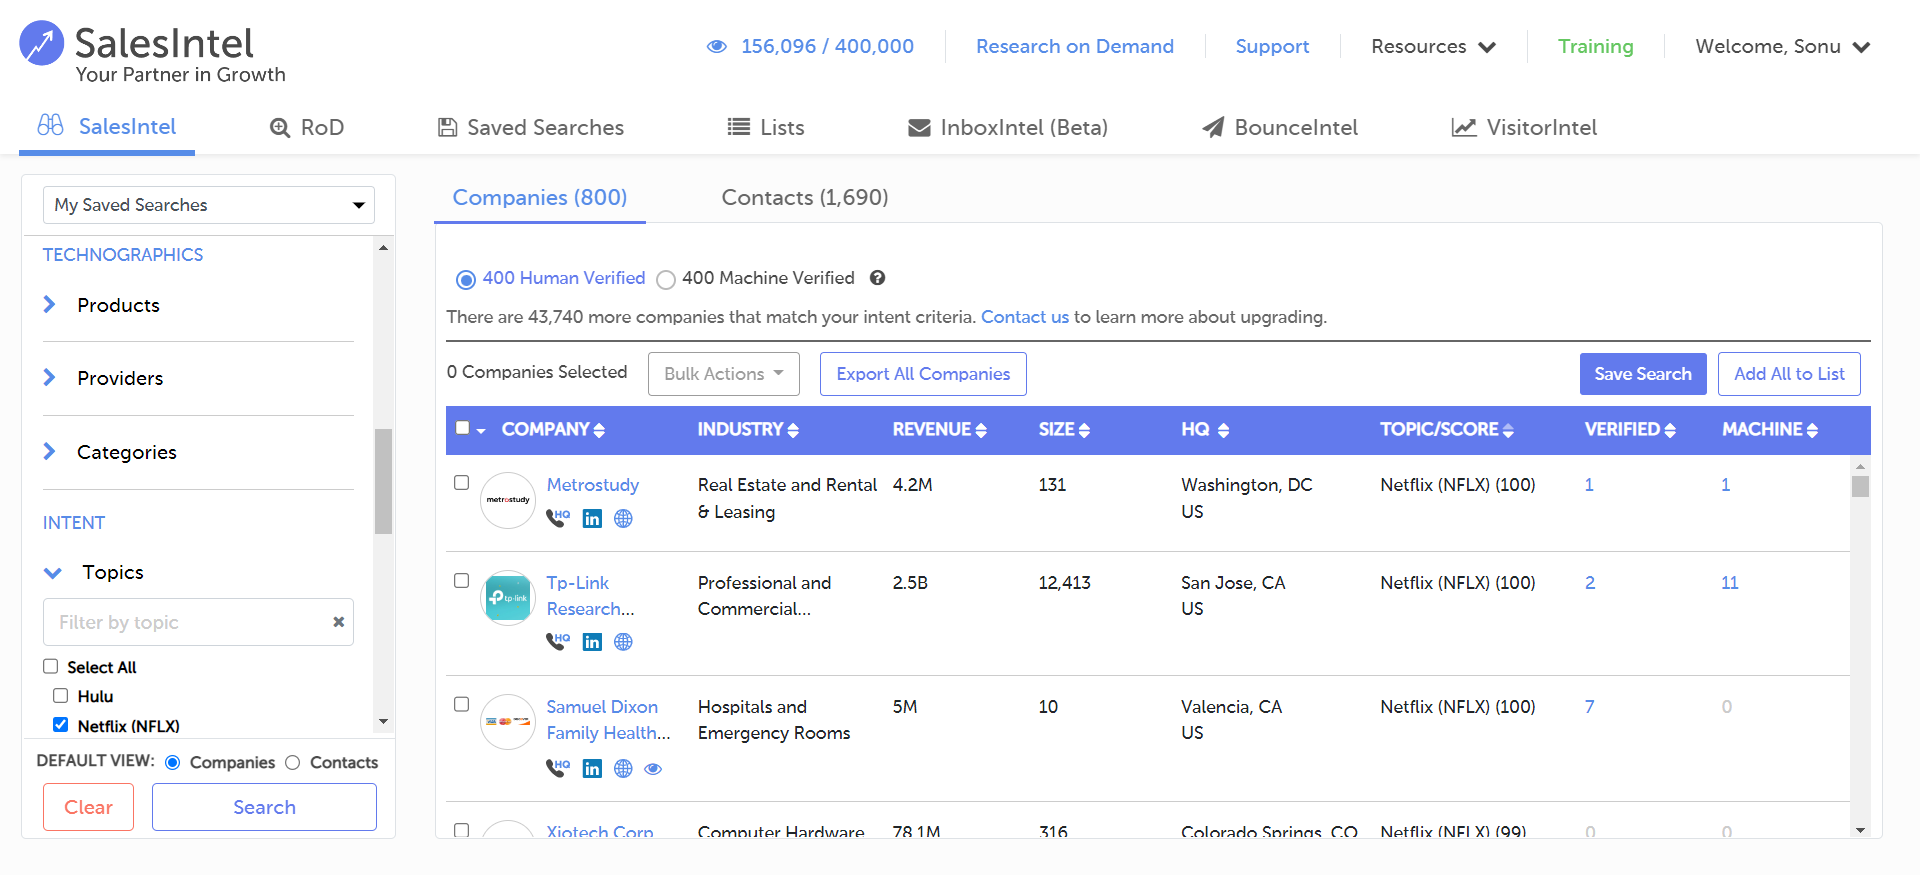 SalesIntel
Your Partner in Growth
156,096 / 400,000
Research on Demand
Support
Resources
Training
Welcome, Sonu
SalesIntel
RoD
Saved Searches
Lists
InboxIntel (Beta)
BounceIntel
VisitorIntel
My Saved Searches
TECHNOGRAPHICS
Products
Providers
Categories
INTENT
Topics
Filter by topic
Select All
Hulu
Netflix (NFLX)
DEFAULT VIEW: Companies Contacts
Clear
Search
Companies (800)
Contacts (1,690)
400 Human Verified 400 Machine Verified
There are 43,740 more companies that match your intent criteria. Contact us to learn more about upgrading.
0 Companies Selected
Bulk Actions
Export All Companies
Save Search
Add All to List
COMPANY INDUSTRY REVENUE SIZE HQ TOPIC/SCORE VERIFIED MACHINE
metrostudy
Metrostudy
HQ
Real Estate and Rental
& Leasing
4.2M
131
Washington, DC
US
Netflix (NFLX) (100)
1
1
tp-link
Tp-Link
Research...
HQ
Professional and
Commercial...
2.5B
12,413
San Jose, CA
US
Netflix (NFLX) (100)
2
11
Samuel Dixon
Family Health...
HQ
Hospitals and
Emergency Rooms
5M
10
Valencia, CA
US
Netflix (NFLX) (100)
7
0
Xiotech Corp
Computer Hardware
78.1M
316
Colorado Springs, CO
Netflix (NFLX) (99)
0
0